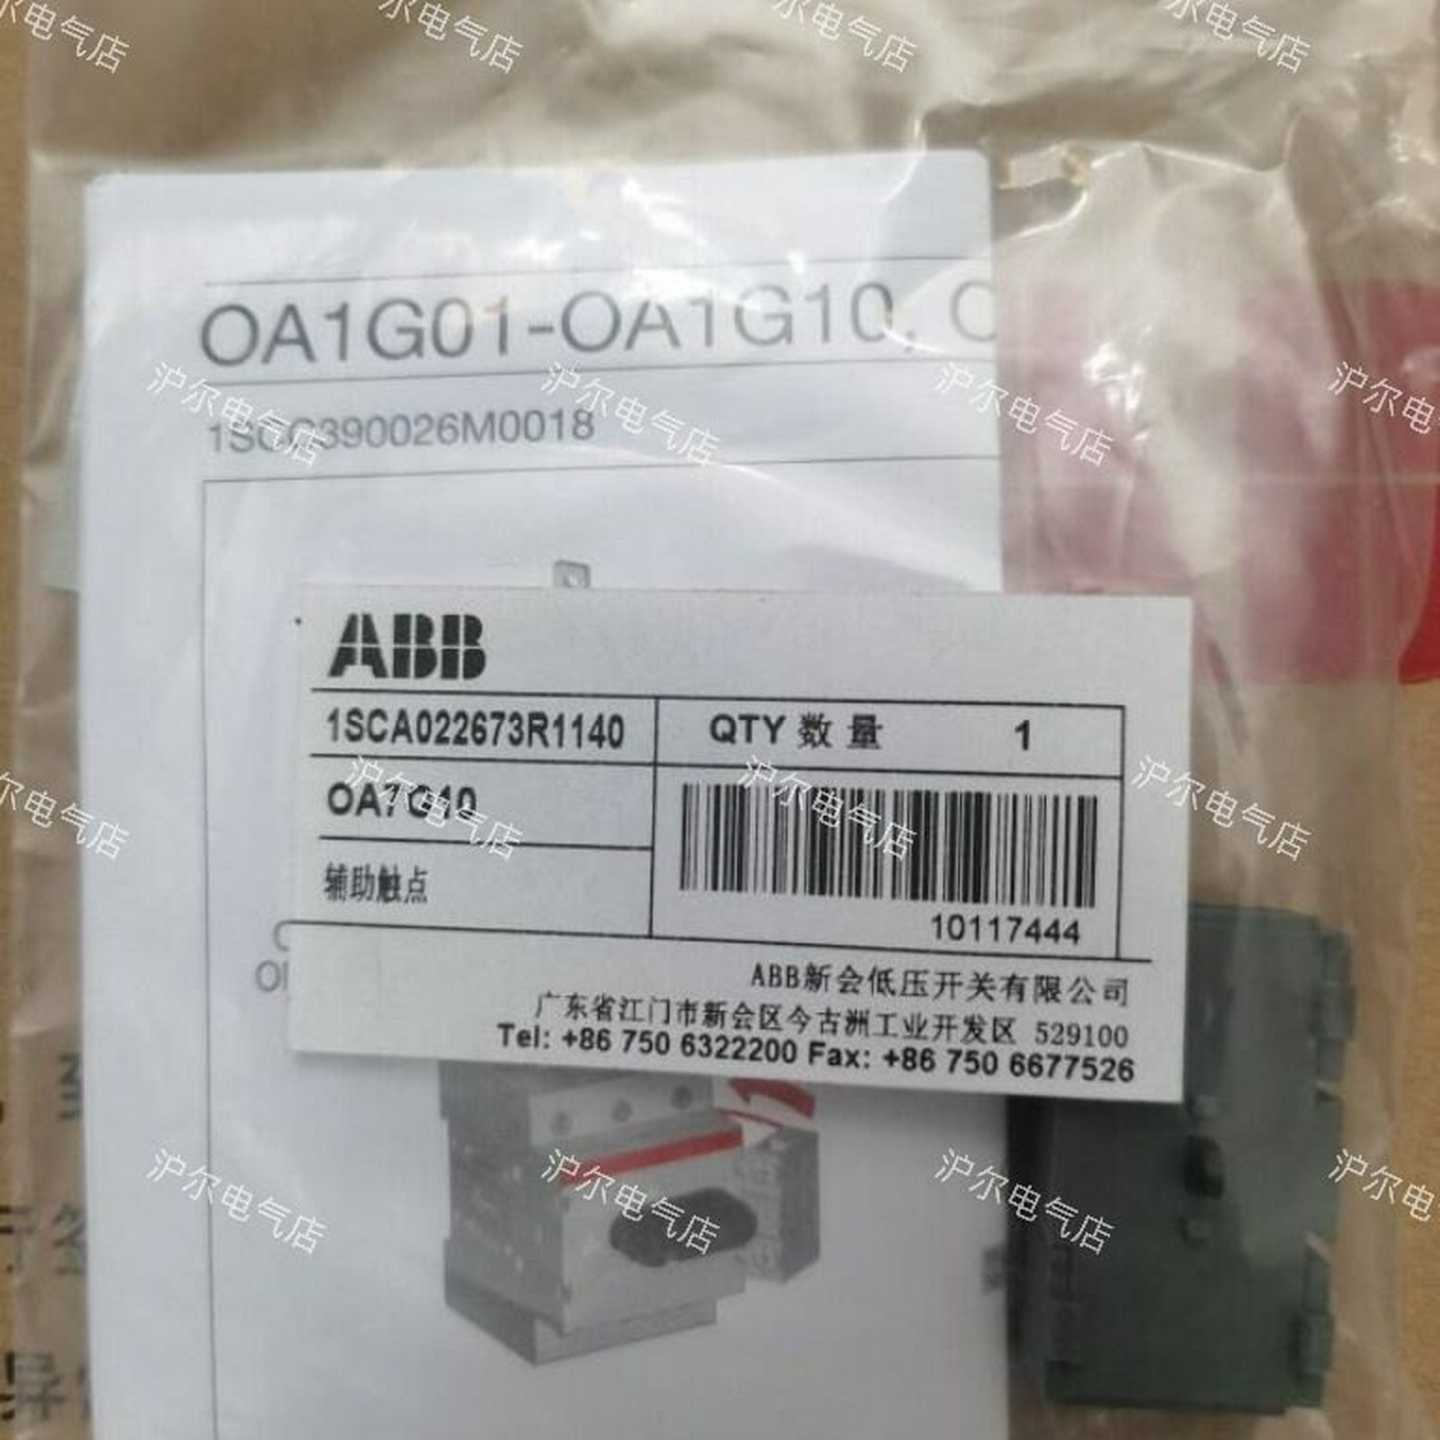 沪尔电气店
OA1G01-OA1G10,
1SCC390026M0018
ABB
1SCA022673R1140
QTY 数量 1
OA1G10
辅助触点
10117444
ABB新会低压开关有限公司
广东省江门市新会区今古洲工业开发区 529100
Tel: +86 750 6322200 Fax: +86 750 6677526